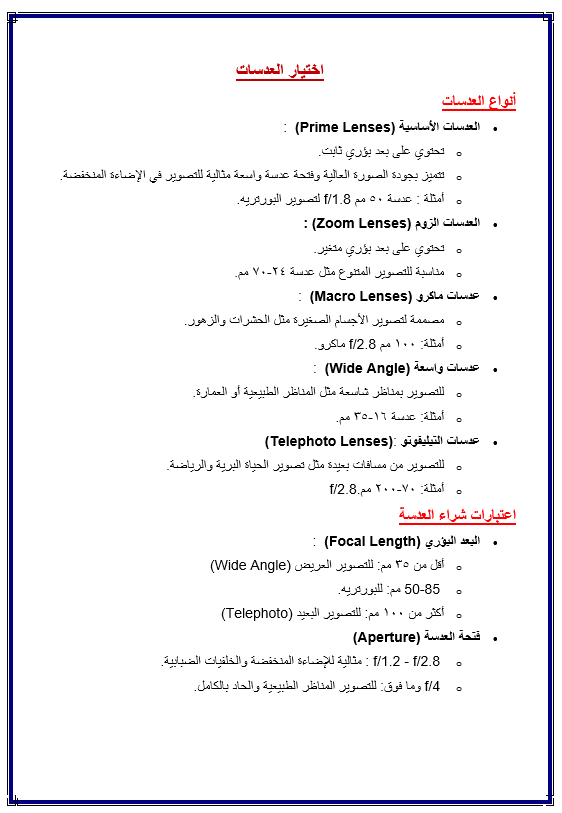 اختيار العدسات
أنواع العدسات
• العدسات الأساسية (Prime Lenses) :
o تحتوي على بعد بؤري ثابت.
o تتميز بجودة الصورة العالية وفتحة عدسة واسعة مثالية للتصوير في الإضاءة المنخفضة.
o أمثلة : عدسة ٥٠ مم f/1.8 لتصوير البورتريه.
• العدسات الزوم (Zoom Lenses) :
o تحتوي على بعد بؤري متغير.
o مناسبة للتصوير المتنوع مثل عدسة ٢٤-٧٠ مم.
• عدسات ماكرو (Macro Lenses) :
o مصممة لتصوير الأجسام الصغيرة مثل الحشرات والزهور.
o أمثلة: ١٠٠ مم f/2.8 ماكرو.
• عدسات واسعة (Wide Angle) :
o للتصوير بمناظر شاسعة مثل المناظر الطبيعية أو العمارة.
o أمثلة: عدسة ١٦-٣٥ مم.
• عدسات التيليفوتو :(Telephoto Lenses)
o للتصوير من مسافات بعيدة مثل تصوير الحياة البرية والرياضة.
o أمثلة: ٧٠-٢٠٠ مم.f/2.8
اعتبارات شراء العدسة
• البعد البؤري (Focal Length) :
o أقل من ٣٥ مم: للتصوير العريض (Wide Angle)
o 50-85 مم: للبورتريه.
o أكثر من ١٠٠ مم: للتصوير البعيد (Telephoto)
• فتحة العدسة (Aperture)
o f/1.2 - f/2.8 : مثالية للإضاءة المنخفضة والخلفيات الضبابية.
o f/4 وما فوق: للتصوير المناظر الطبيعية والحاد بالكامل.